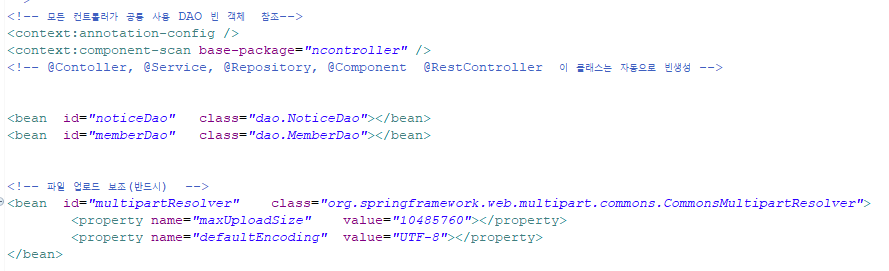 <!-- 모든 컨트롤러가 공통 사용 DAO 빈 객체 참조-->
<context:annotation-config />
<context:component-scan base-package="ncontroller" />
<!-- @Contoller, @Service, @Repository, @Component @RestController 이 클래스는 자동으로 빈생성 -->
<bean id="noticeDao" class="dao.NoticeDao"></bean>
<bean id="memberDao" class="dao.MemberDao"></bean>
<!-- 파일 업로드 보조(반드시) -->
<bean id="multipartResolver" class="org.springframework.web.multipart.commons.CommonsMultipartResolver">
<property name="maxUploadSize" value="10485760"></property>
<property name="defaultEncoding" value="UTF-8"></property>
</bean>